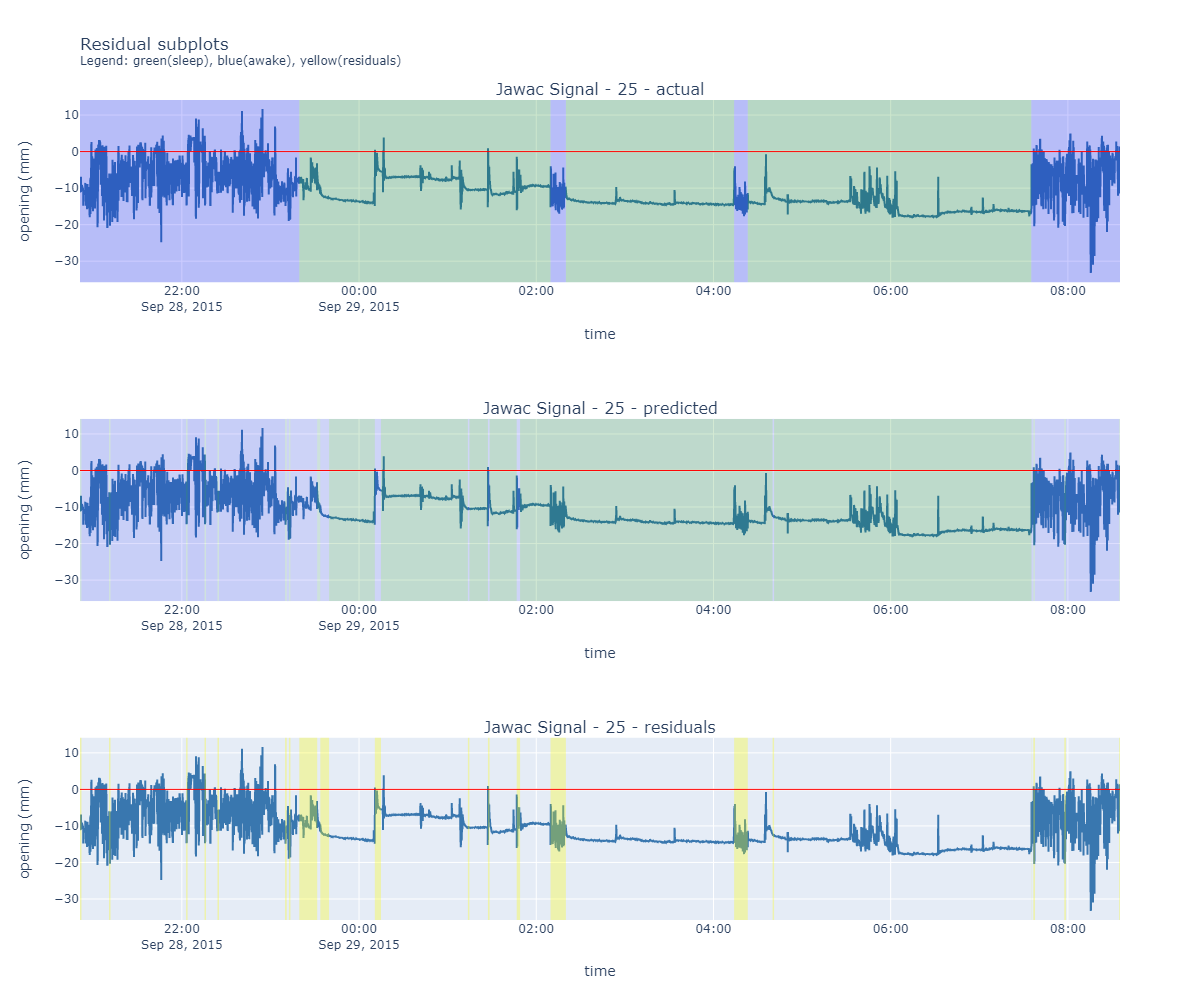 Residual subplots
Legend: green(sleep), blue(awake), yellow(residuals)
Jawac Signal - 25 - actual
opening (mm)
10
0
−10
−20
−30
22:00 00:00 02:00 04:00 06:00 08:00
Sep 28, 2015 Sep 29, 2015
time
Jawac Signal - 25 - predicted
opening (mm)
10
0
−10
−20
−30
22:00 00:00 02:00 04:00 06:00 08:00
Sep 28, 2015 Sep 29, 2015
time
Jawac Signal - 25 - residuals
opening (mm)
10
0
−10
−20
−30
22:00 00:00 02:00 04:00 06:00 08:00
Sep 28, 2015 Sep 29, 2015
time